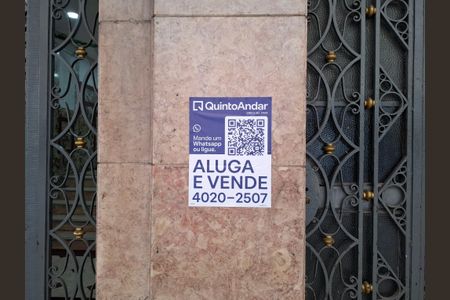 QuintoAndar
Mande um
Whatsapp
ou ligue.
ALUGA
E VENDE
4020-2507